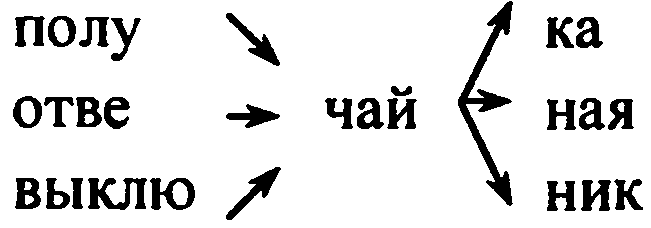 полу ка
отве чай ная
выклю ник